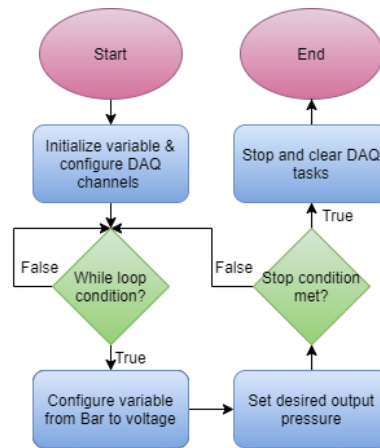 Start
Initialize variable &
configure DAQ
channels
While loop
condition?
False
True
Configure variable
from Bar to voltage
Set desired output
pressure
Stop condition
met?
False
True
Stop and clear DAQ
tasks
End